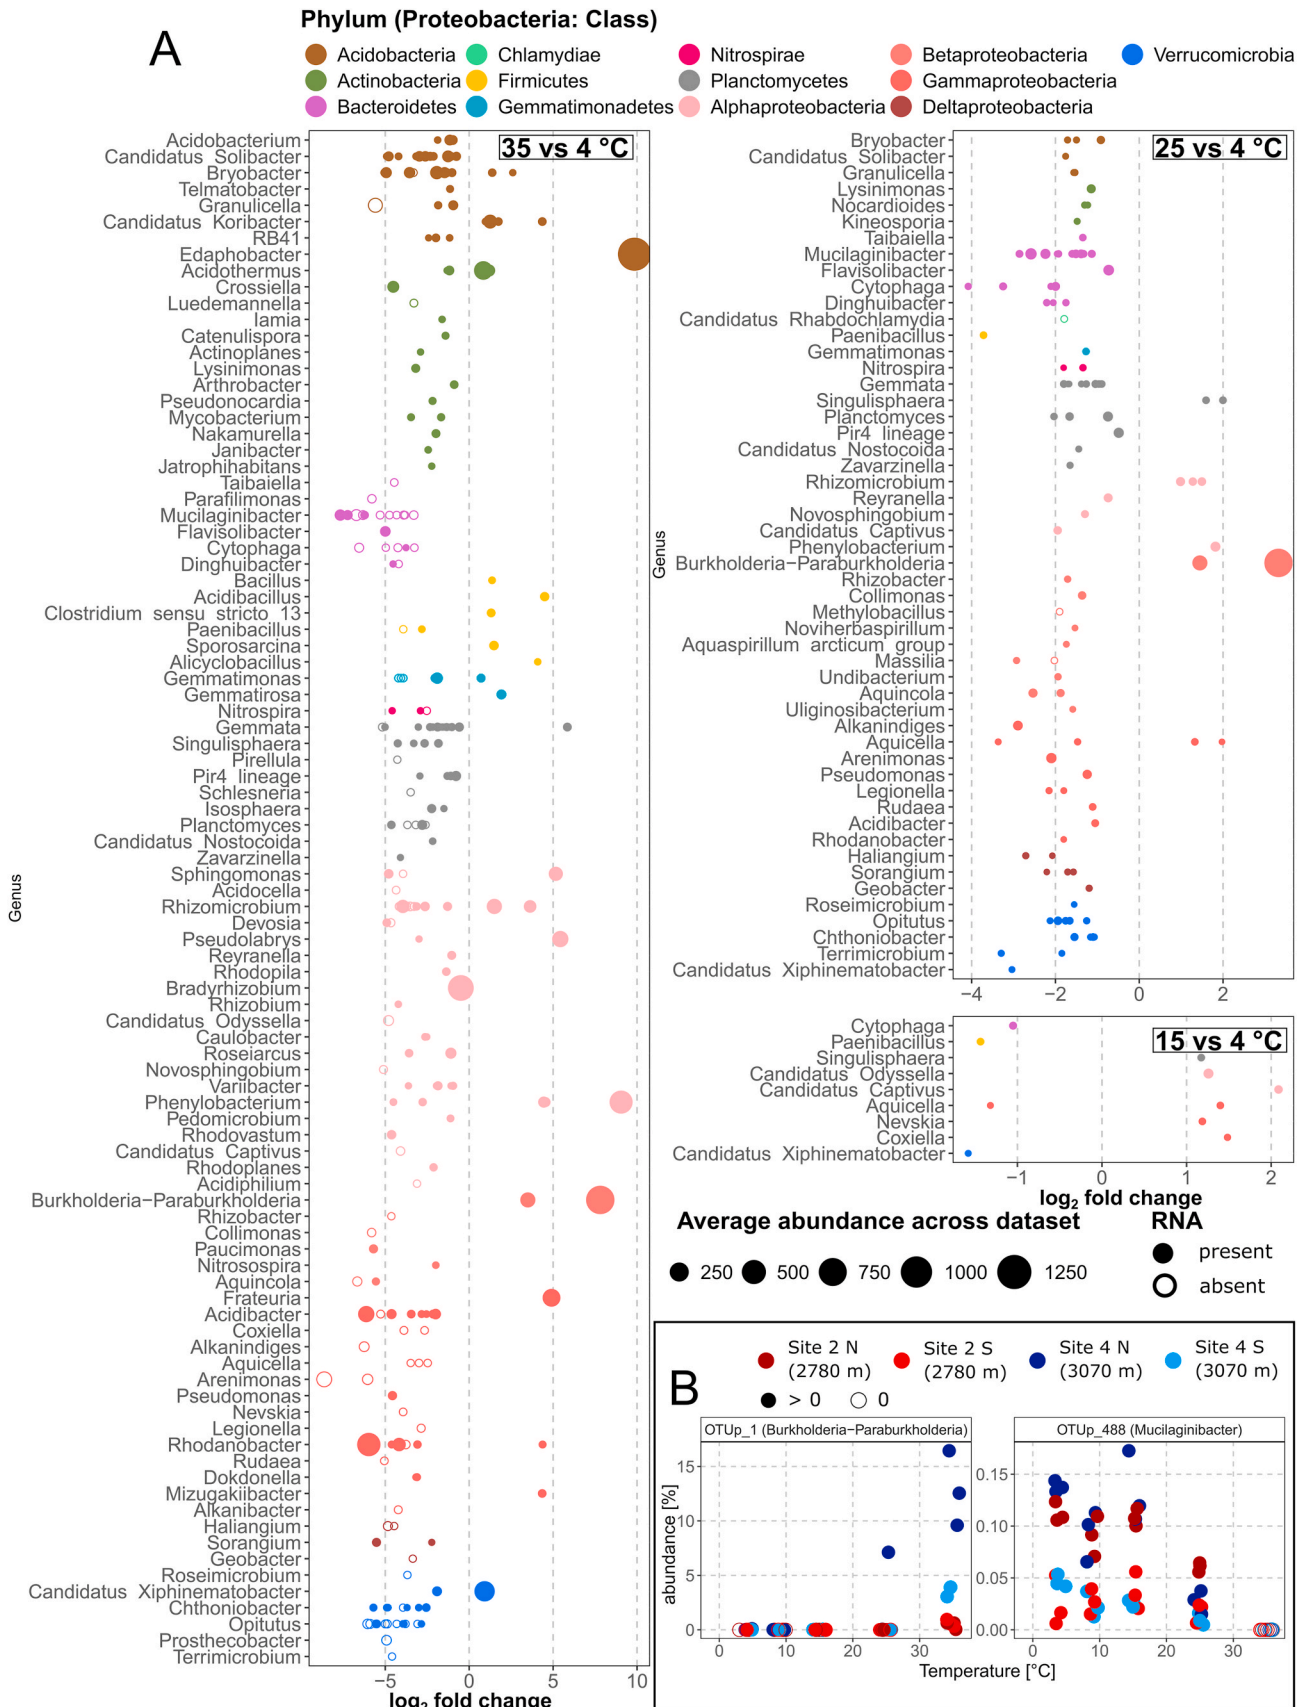 A
Phylum (Proteobacteria: Class)
Acidobacteria
Chlamydiae
Nitrospirae
Betaproteobacteria
Verrucomicrobia
Actinobacteria
Firmicutes
Planctomycetes
Gammaproteobacteria
Bacteroidetes
Gemmatimonadetes
Alphaproteobacteria
Deltaproteobacteria
35 vs 4 °C
Genus
Acidobacterium
Candidatus Solibacter
Bryobacter
Telmatobacter
Granulicella
Candidatus Koribacter
RB41
Edaphobacter
Acidothermus
Crossiella
Luedemannella
Iamia
Catenulispora
Actinoplanes
Lysinimonas
Arthrobacter
Pseudonocardia
Mycobacterium
Nakamurella
Janibacter
Jatrophihabitans
Taibaiella
Parafilimonas
Mucilaginibacter
Flavisolibacter
Cytophaga
Dinghuibacter
Bacillus
Acidibacillus
Clostridium sensu stricto 13
Paenibacillus
Sporosarcina
Alicyclobacillus
Gemmatimonas
Gemmatirosa
Nitrospira
Gemmata
Singulisphaera
Pirellula
Pir4 lineage
Schlesneria
Isosphaera
Planctomyces
Candidatus Nostocoida
Zavarzinella
Sphingomonas
Acidocella
Rhizomicrobium
Devosia
Pseudolabrys
Reyranella
Rhodopila
Bradyrhizobium
Rhizobium
Candidatus Odyssella
Caulobacter
Roseiarcus
Novosphingobium
Variibacter
Phenylobacterium
Pedomicrobium
Rhodovastum
Candidatus Captivus
Rhodoplanes
Acidiphilium
Burkholderia−Paraburkholderia
Rhizobacter
Collimonas
Paucimonas
Nitrosospira
Aquincola
Frateuria
Acidibacter
Coxiella
Alkanindiges
Aquicella
Arenimonas
Pseudomonas
Nevskia
Legionella
Rhodanobacter
Rudaea
Dokdonella
Mizugakiibacter
Alkanibacter
Haliangium
Sorangium
Geobacter
Roseimicrobium
Candidatus Xiphinematobacter
Chthoniobacter
Opitutus
Prosthecobacter
Terrimicrobium
−5 0 5 10
log2 fold change
25 vs 4 °C
Genus
Bryobacter
Candidatus Solibacter
Granulicella
Lysinimonas
Nocardioides
Kineosporia
Taibaiella
Mucilaginibacter
Flavisolibacter
Cytophaga
Dinghuibacter
Candidatus Rhabdochlamydia
Paenibacillus
Gemmatimonas
Nitrospira
Gemmata
Singulisphaera
Planctomyces
Pir4 lineage
Candidatus Nostocoida
Zavarzinella
Rhizomicrobium
Reyranella
Novosphingobium
Candidatus Captivus
Phenylobacterium
Burkholderia−Paraburkholderia
Rhizobacter
Collimonas
Methylobacillus
Noviherbaspirillum
Aquaspirillum arcticum group
Massilia
Undibacterium
Aquincola
Uliginosibacterium
Alkanindiges
Aquicella
Arenimonas
Pseudomonas
Legionella
Rudaea
Acidibacter
Rhodanobacter
Haliangium
Sorangium
Geobacter
Roseimicrobium
Opitutus
Chthoniobacter
Terrimicrobium
Candidatus Xiphinematobacter
−4 −2 0 2
15 vs 4 °C
Cytophaga
Paenibacillus
Singulisphaera
Candidatus Odyssella
Candidatus Captivus
Aquicella
Nevskia
Coxiella
Candidatus Xiphinematobacter
−1 0 1 2
log2 fold change
Average abundance across dataset
250 500 750 1000 1250
RNA
present
absent
B
Site 2 N (2780 m)
Site 2 S (2780 m)
Site 4 N (3070 m)
Site 4 S (3070 m)
> 0
0
OTUp_1 (Burkholderia−Paraburkholderia)
OTUp_488 (Mucilaginibacter)
abundance [%]
15
10
5
0
0 10 20 30
0.15
0.10
0.05
0.00
0 10 20 30
Temperature [°C]